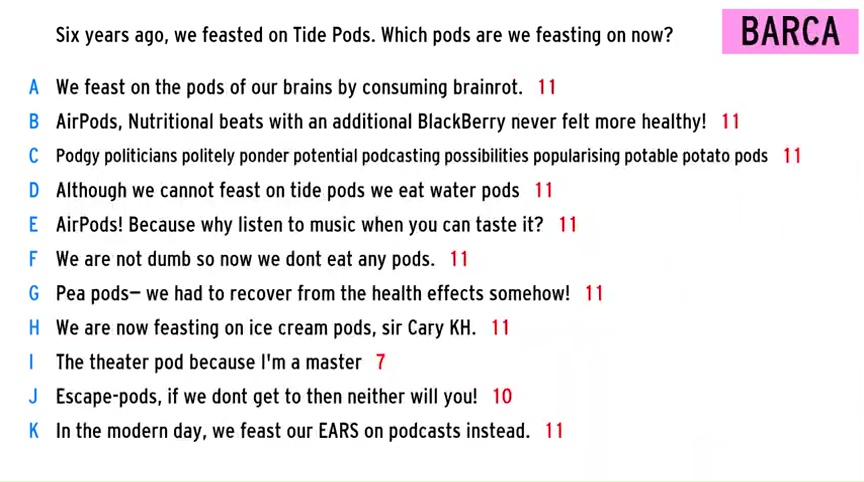 Six years ago, we feasted on Tide Pods. Which pods are we feasting on now?
BARCA
A We feast on the pods of our brains by consuming brainrot. 11
B AirPods, Nutritional beats with an additional BlackBerry never felt more healthy! 11
C Podgy politicians politely ponder potential podcasting possibilities popularising potable potato pods 11
D Although we cannot feast on tide pods we eat water pods 11
E AirPods! Because why listen to music when you can taste it? 11
F We are not dumb so now we dont eat any pods. 11
G Pea pods— we had to recover from the health effects somehow! 11
H We are now feasting on ice cream pods, sir Cary KH. 11
I The theater pod because I'm a master 7
J Escape-pods, if we dont get to then neither will you! 10
K In the modern day, we feast our EARS on podcasts instead. 11